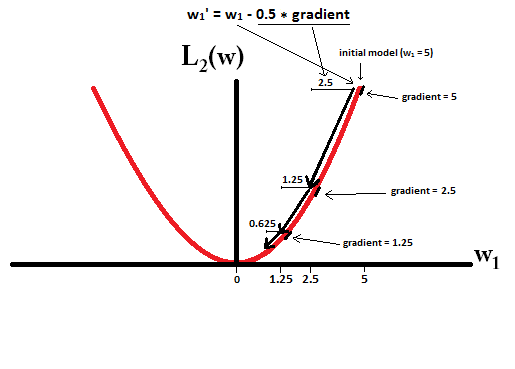 w₁' = w₁ - 0.5 * gradient
L₂(w)
initial model (w₁ = 5)
2.5
gradient = 5
1.25
gradient = 2.5
0.625
gradient = 1.25
w₁
0 1.25 2.5 5